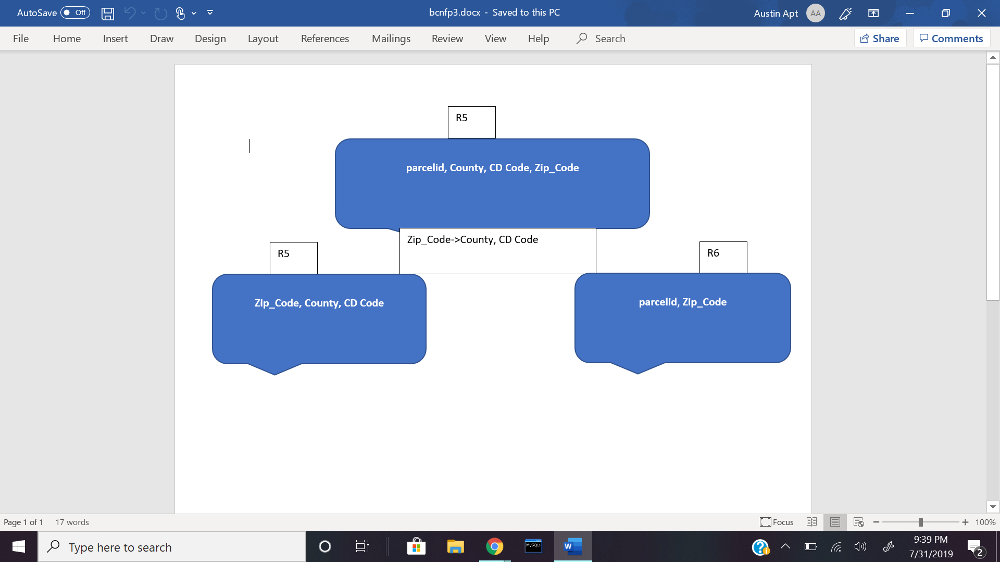 AutoSave Off
bcnfp3.docx - Saved to this PC
Austin Apt AA
File Home Insert Draw Design Layout References Mailings Review View Help Search Share Comments
R5
parcelid, County, CD Code, Zip_Code
Zip_Code->County, CD Code
R5
R6
Zip_Code, County, CD Code
parcelid, Zip_Code
Page 1 of 1 17 words
Focus
100%
Type here to search
MySQL>
W
9:39 PM
7/31/2019
2